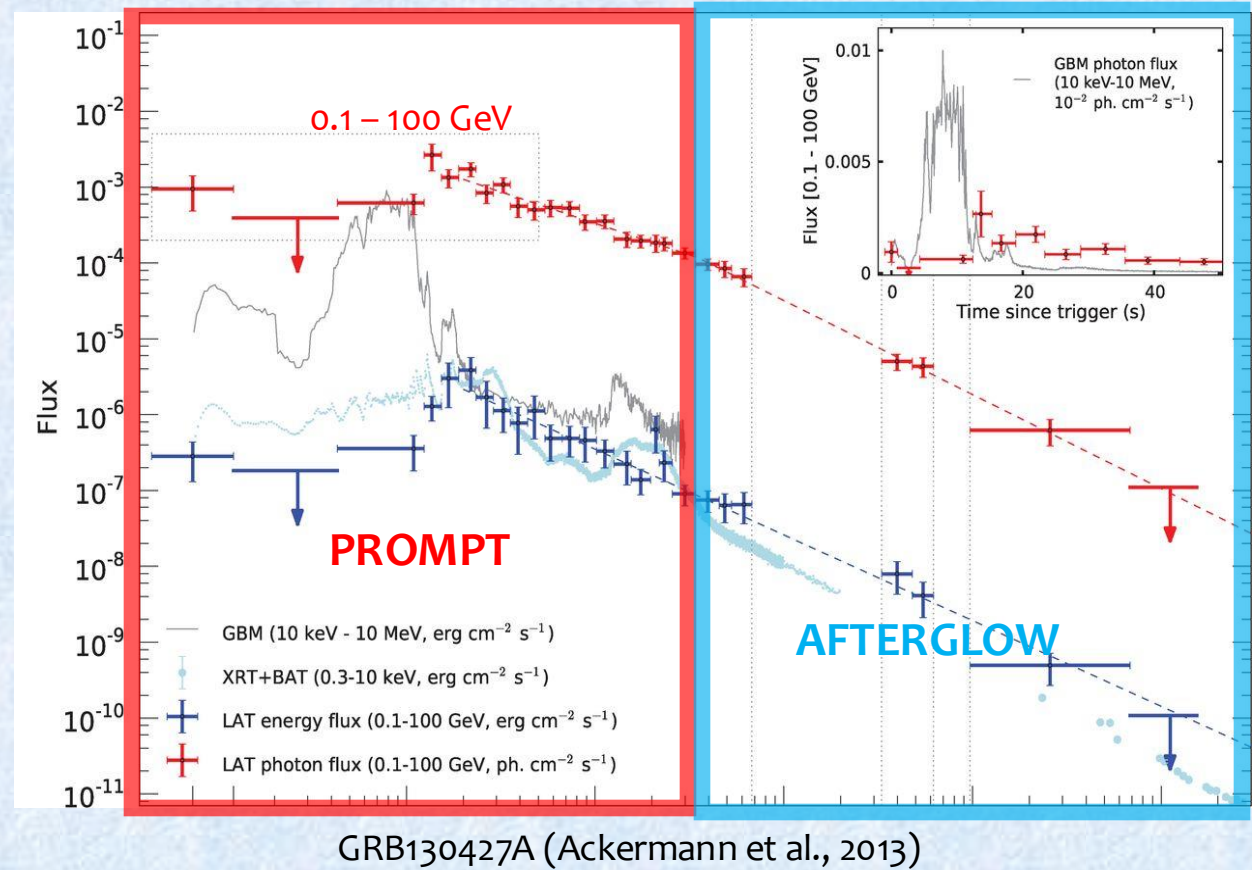 10⁻¹
10⁻²
10⁻³
10⁻⁴
10⁻⁵
10⁻⁶
10⁻⁷
10⁻⁸
10⁻⁹
10⁻¹⁰
10⁻¹¹
Flux
0.1 – 100 GeV
PROMPT
GBM (10 keV - 10 MeV, erg cm⁻² s⁻¹)
XRT+BAT (0.3-10 keV, erg cm⁻² s⁻¹)
LAT energy flux (0.1-100 GeV, erg cm⁻² s⁻¹)
LAT photon flux (0.1-100 GeV, ph. cm⁻² s⁻¹)
0.01
0.005
0
Flux [0.1 - 100 GeV]
GBM photon flux
(10 keV-10 MeV,
10⁻² ph. cm⁻² s⁻¹)
0 20 40
Time since trigger (s)
AFTERGLOW
GRB130427A (Ackermann et al., 2013)